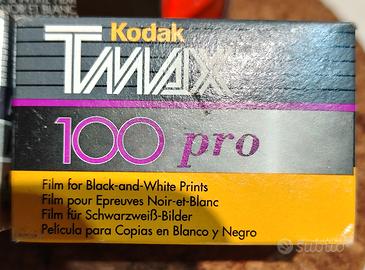 Kodak
TMAX
100 pro
Film for Black-and-White Prints
Film pour Epreuves Noir-et-Blanc
Film für Schwarzweiß-Bilder
Película para Copias en Blanco y Negro
subito